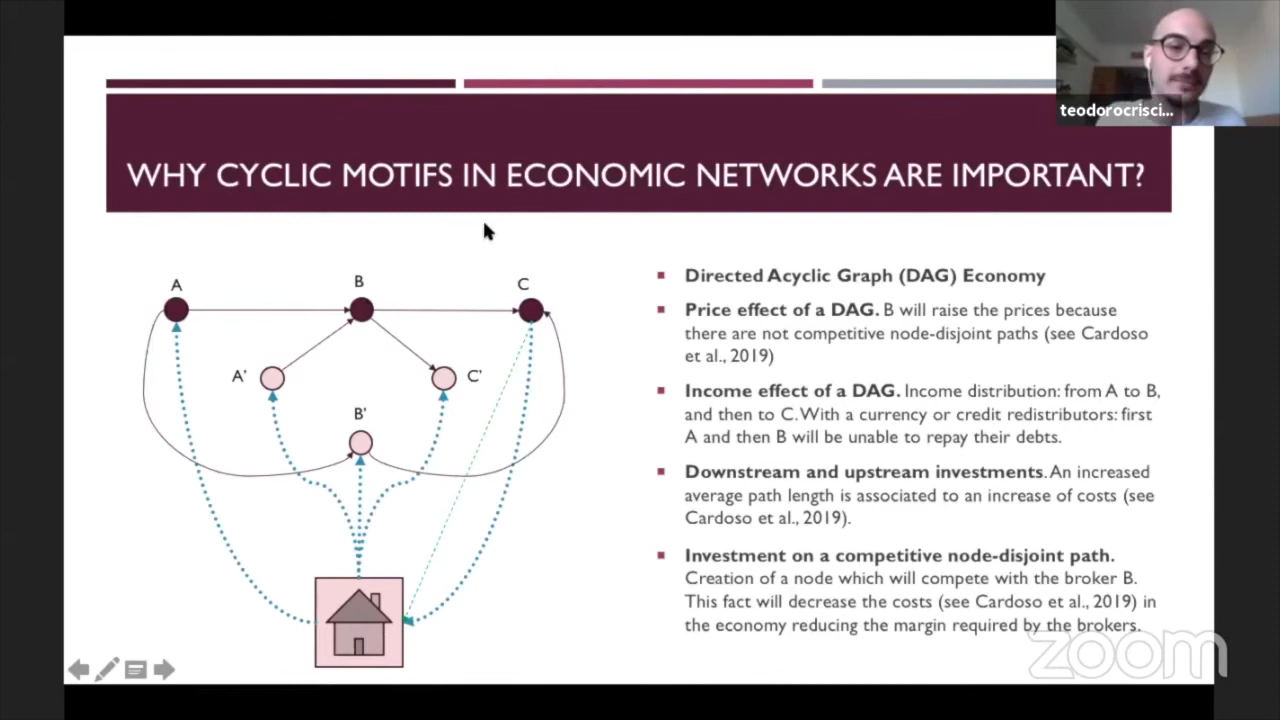 teodorocrisci...
WHY CYCLIC MOTIFS IN ECONOMIC NETWORKS ARE IMPORTANT?
A
B
C
A'
C'
B'
Directed Acyclic Graph (DAG) Economy
Price effect of a DAG. B will raise the prices because
there are not competitive node-disjoint paths (see Cardoso
et al., 2019)
Income effect of a DAG. Income distribution: from A to B,
and then to C. With a currency or credit redistributors: first
A and then B will be unable to repay their debts.
Downstream and upstream investments. An increased
average path length is associated to an increase of costs (see
Cardoso et al., 2019).
Investment on a competitive node-disjoint path.
Creation of a node which will compete with the broker B.
This fact will decrease the costs (see Cardoso et al., 2019) in
the economy reducing the margin required by the brokers.
zoom